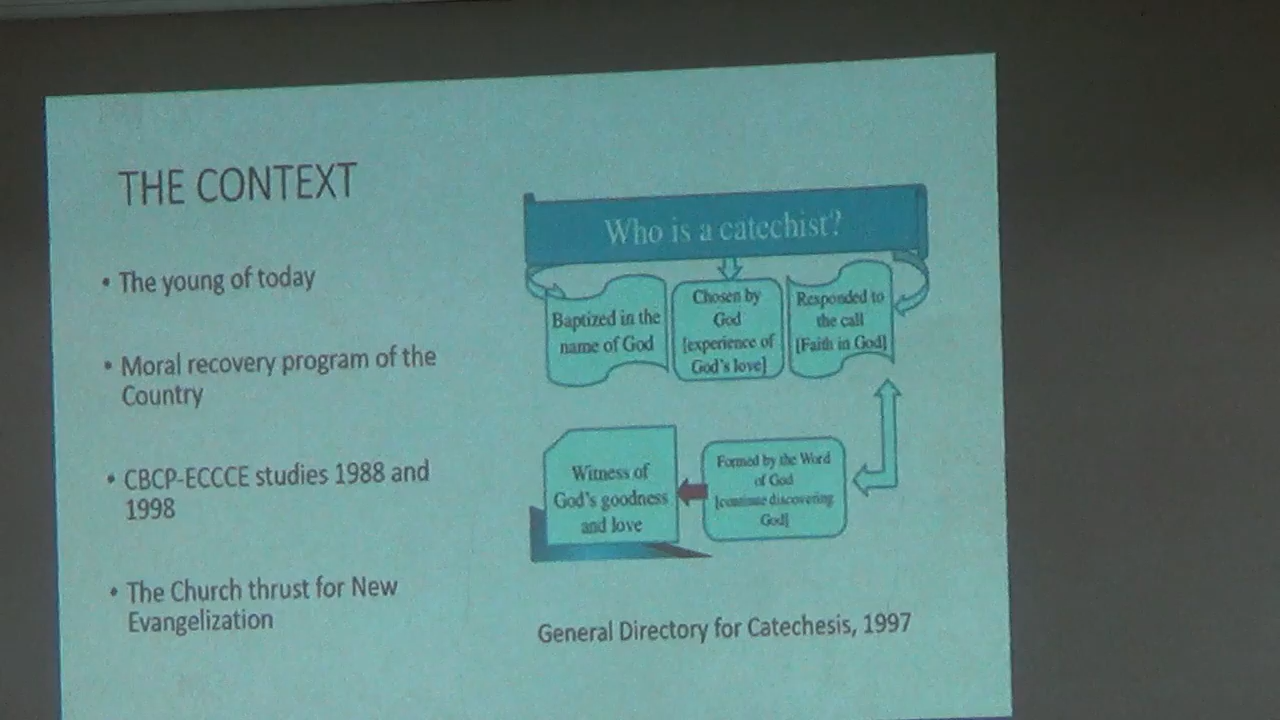 THE CONTEXT
• The young of today
• Moral recovery program of the
Country
• CBCP-ECCCE studies 1988 and
1998
• The Church thrust for New
Evangelization
Who is a catechist?
Baptized in the
name of God
Chosen by
God
[experience of
God's love]
Responded to
the call
[Faith in God]
Witness of
God's goodness
and love
Formed by the Word
of God
[continue discovering
God]
General Directory for Catechesis, 1997